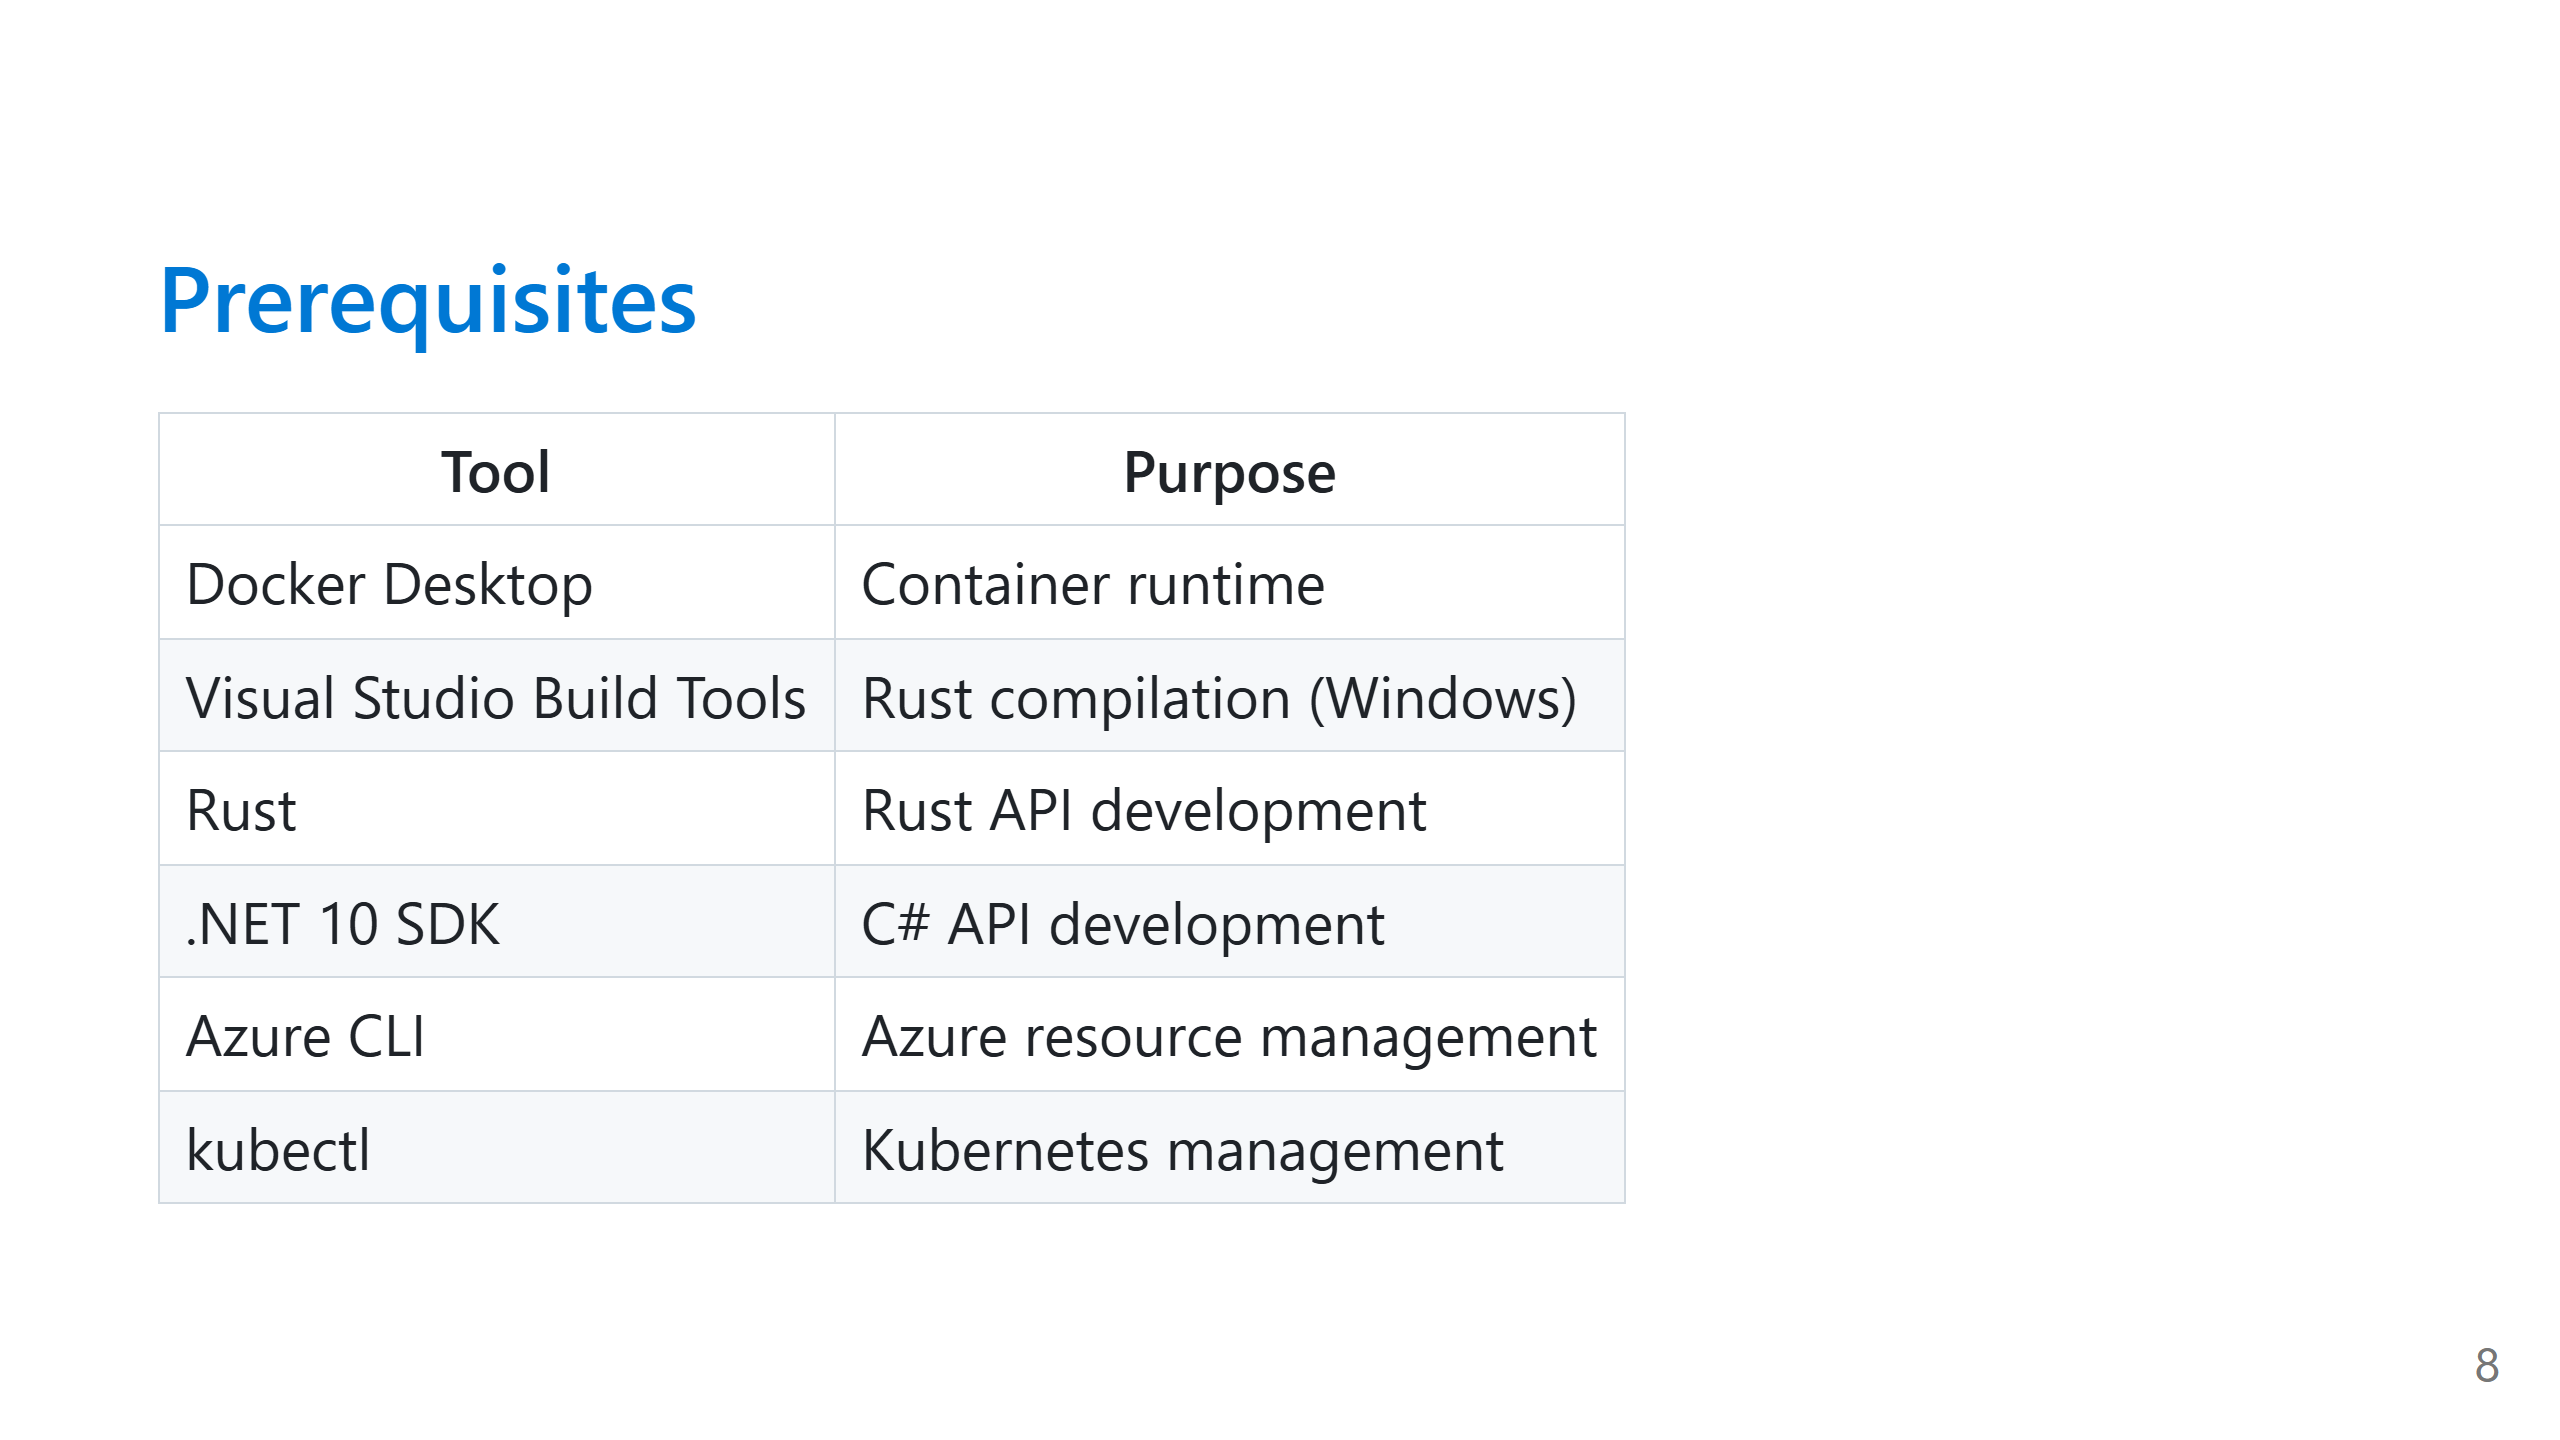 Prerequisites
Tool Purpose
Docker Desktop Container runtime
Visual Studio Build Tools Rust compilation (Windows)
Rust Rust API development
.NET 10 SDK C# API development
Azure CLI Azure resource management
kubectl Kubernetes management
8